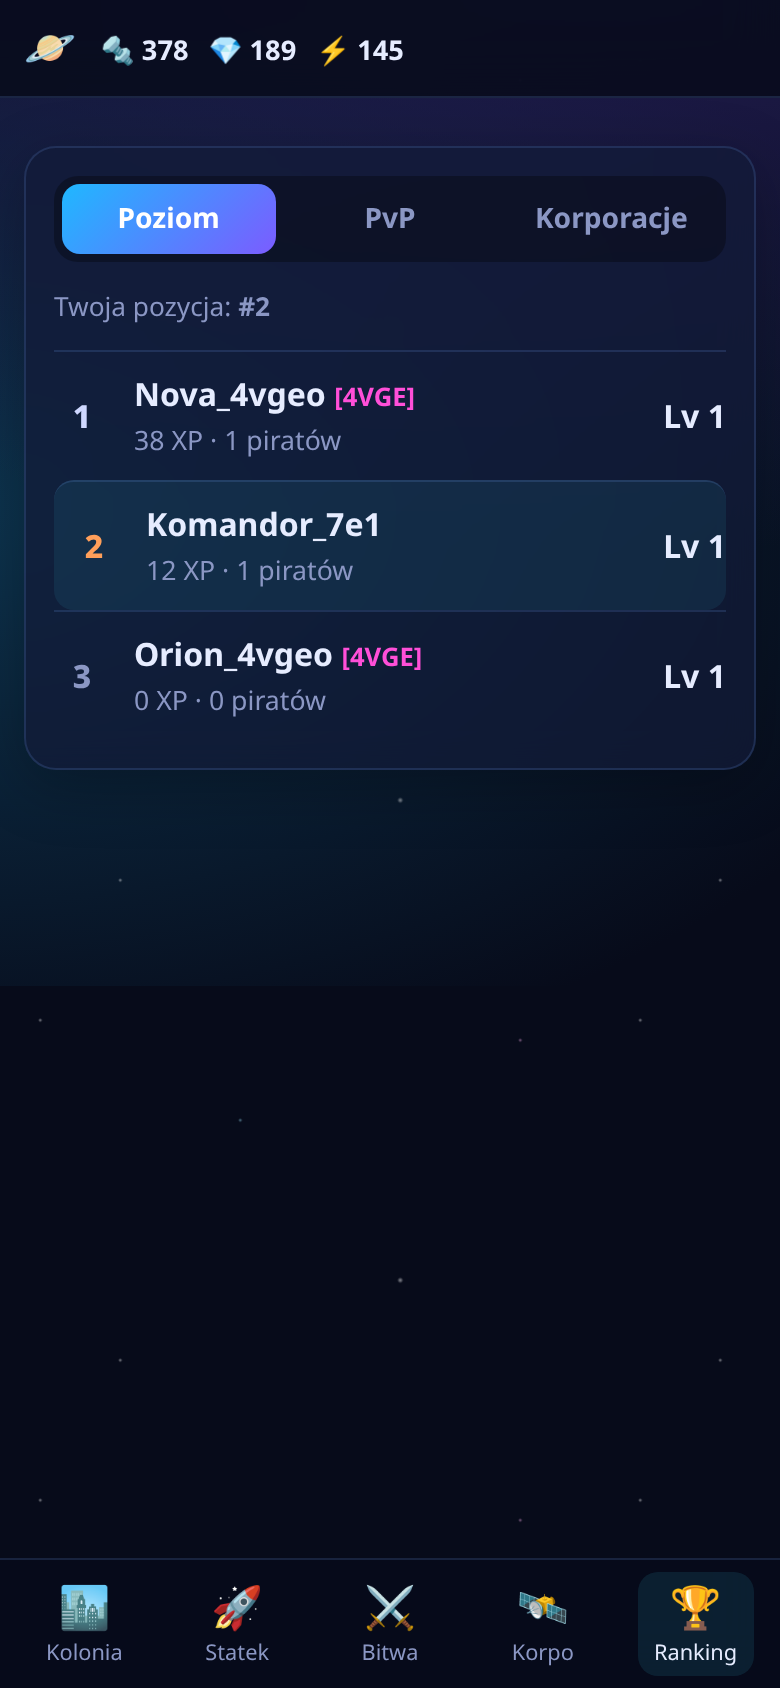 378 189 145
Poziom PvP Korporacje
Twoja pozycja: #2
1 Nova_4vgeo [4VGE] Lv 1
38 XP · 1 piratów
2 Komandor_7e1 Lv 1
12 XP · 1 piratów
3 Orion_4vgeo [4VGE] Lv 1
0 XP · 0 piratów
Kolonia Statek Bitwa Korpo Ranking